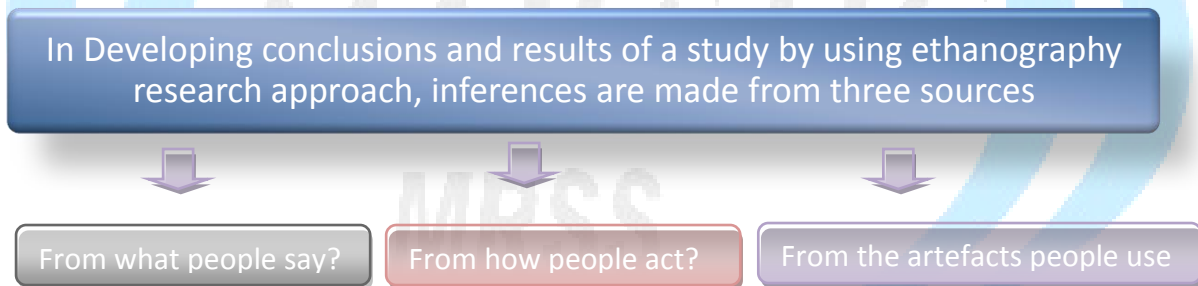 In Developing conclusions and results of a study by using ethanography
research approach, inferences are made from three sources
MRSS
From what people say?
From how people act?
From the artefacts people use